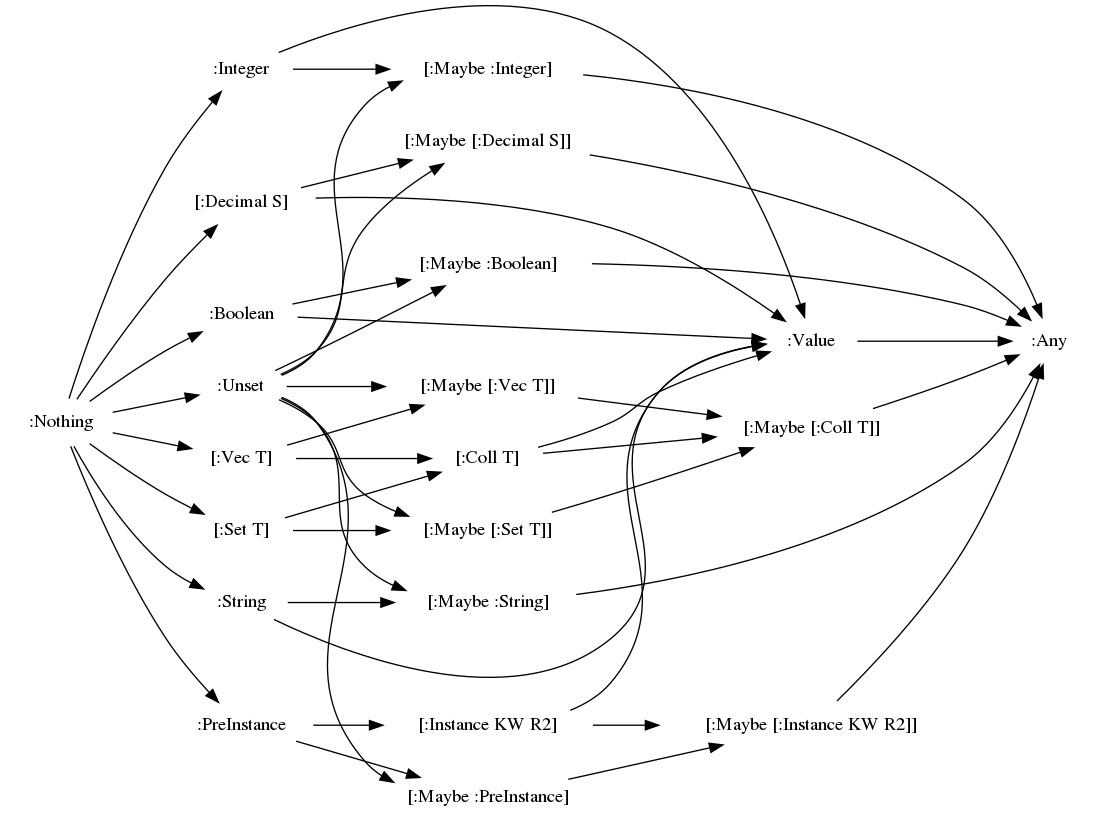 :Integer
[:Maybe :Integer]
[:Maybe [:Decimal S]]
[:Decimal S]
[:Maybe :Boolean]
:Boolean
:Value
:Any
:Unset
[:Maybe [:Vec T]]
:Nothing
[:Maybe [:Coll T]]
[:Vec T]
[:Coll T]
[:Set T]
[:Maybe [:Set T]]
:String
[:Maybe :String]
:PreInstance
[:Instance KW R2]
[:Maybe [:Instance KW R2]]
[:Maybe :PreInstance]